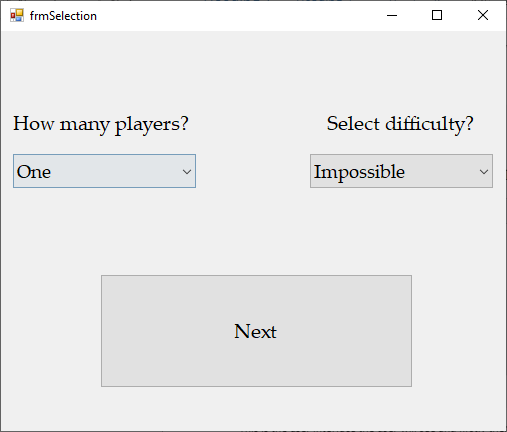 frmSelection
How many players?
Select difficulty?
One
Impossible
Next